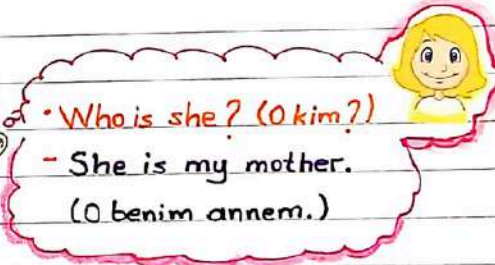 • Who is she? (O kim?)
- She is my mother.
(O benim annem.)